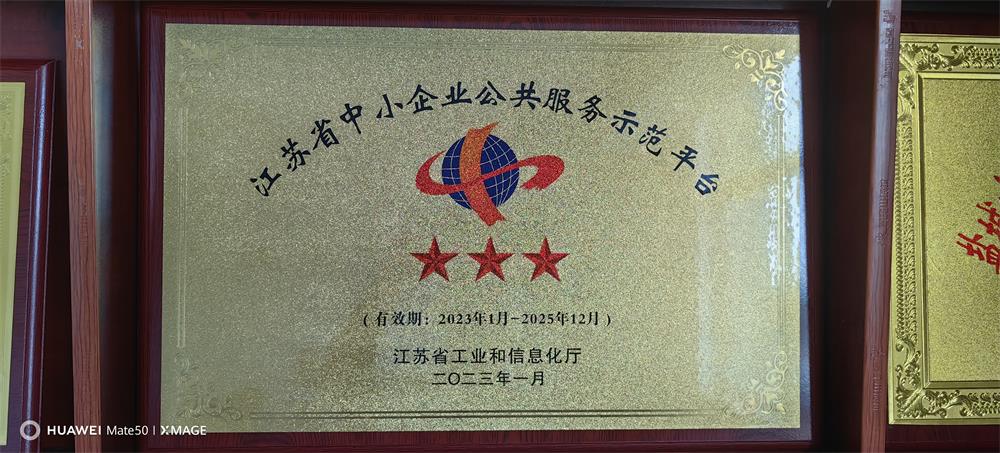 江苏省中小企业公共服务示范平台
(有效期：2023年1月-2025年12月)
江苏省工业和信息化厅
二〇二三年一月
HUAWEI Mate50 | XMAGE